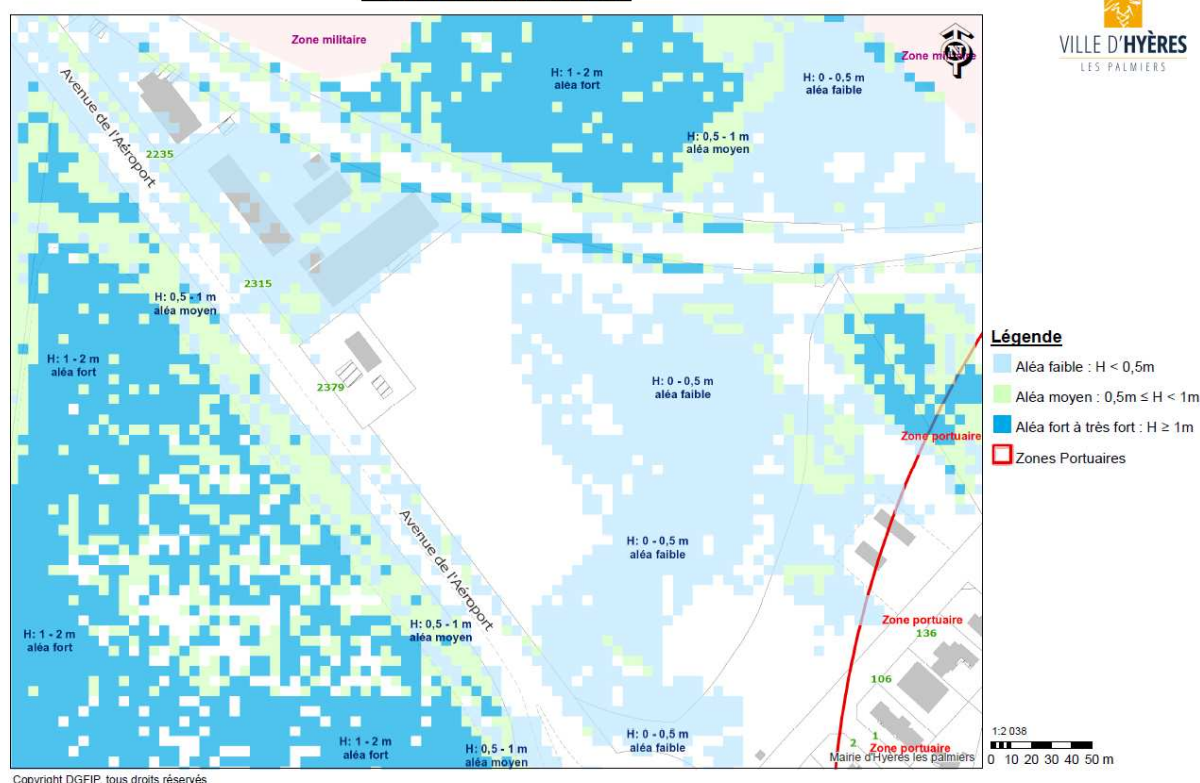 VILLE D'HYÈRES
LES PALMIERS
Zone militaire
Zone militaire
N
H: 1 - 2 m
aléa fort
H: 0 - 0,5 m
aléa faible
Avenue de l'Aéroport
H: 0,5 - 1 m
aléa moyen
2235
2315
H: 0,5 - 1 m
aléa moyen
H: 1 - 2 m
aléa fort
2379
H: 0 - 0,5 m
aléa faible
Légende
Aléa faible : H < 0,5m
Aléa moyen : 0,5m ≤ H < 1m
Aléa fort à très fort : H ≥ 1m
Zones Portuaires
Zone portuaire
Avenue de l'Aéroport
H: 0 - 0,5 m
aléa faible
H: 0,5 - 1 m
aléa moyen
H: 1 - 2 m
aléa fort
Zone portuaire
136
106
H: 0 - 0,5 m
aléa faible
H: 1 - 2 m
aléa fort
H: 0,5 - 1 m
aléa moyen
2
1
Zone portuaire
Mairie d'Hyères les palmiers
1:2 038
0 10 20 30 40 50 m
Copyright DGFIP, tous droits réservés